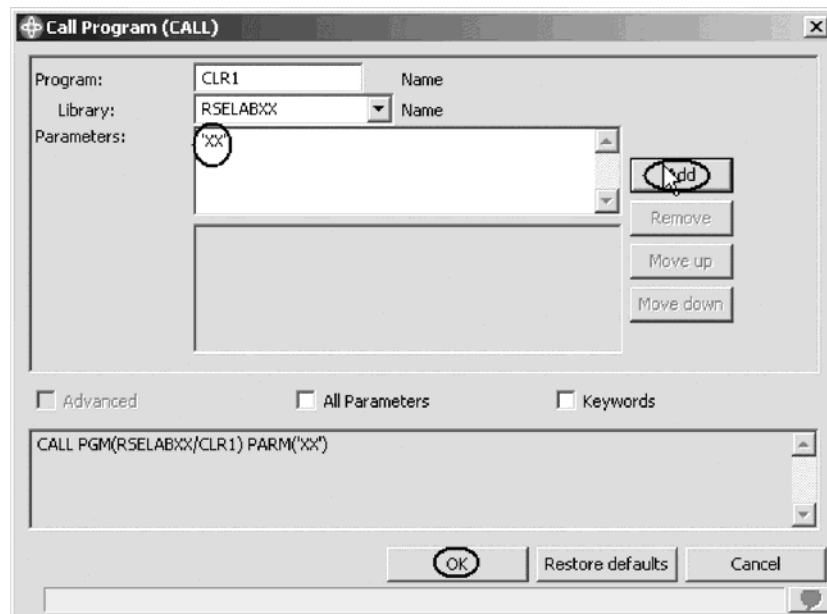 Call Program (CALL)
Program: CLR1 Name
Library: RSELABXX Name
Parameters: 'XX'
Add
Remove
Move up
Move down
Advanced All Parameters Keywords
CALL PGM(RSELABXX/CLR1) PARM('XX')
OK Restore defaults Cancel